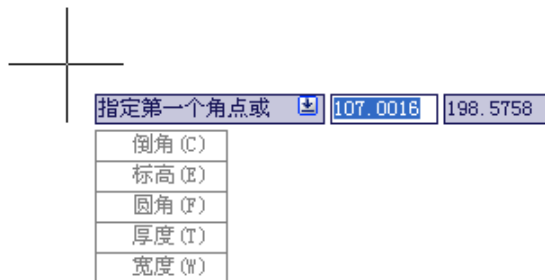 指定第一个角点或 107.0016 198.5758
倒角(C)
标高(E)
圆角(F)
厚度(T)
宽度(W)